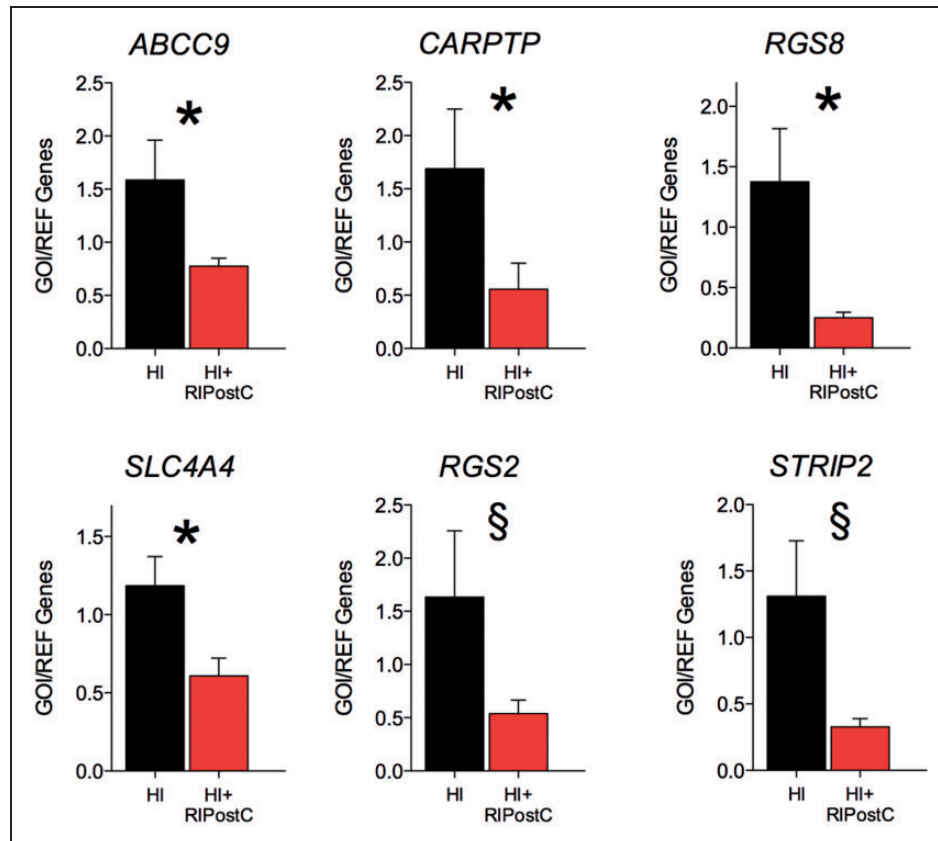 ABCC9
GOI/REF Genes
2.5
2.0
1.5
1.0
0.5
0.0
*
HI
HI+
RIPostC
CARPTP
GOI/REF Genes
2.5
2.0
1.5
1.0
0.5
0.0
*
HI
HI+
RIPostC
RGS8
GOI/REF Genes
2.0
1.5
1.0
0.5
0.0
*
HI
HI+
RIPostC
SLC4A4
GOI/REF Genes
1.5
1.0
0.5
0.0
*
HI
HI+
RIPostC
RGS2
GOI/REF Genes
2.5
2.0
1.5
1.0
0.5
0.0
§
HI
HI+
RIPostC
STRIP2
GOI/REF Genes
2.0
1.5
1.0
0.5
0.0
§
HI
HI+
RIPostC